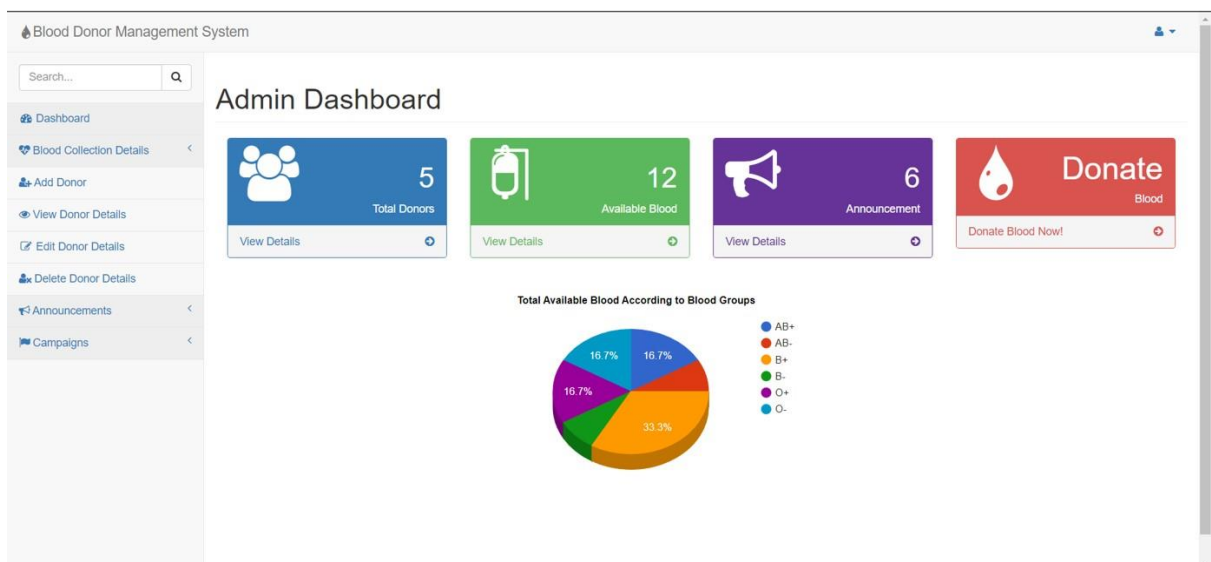 Blood Donor Management System
Search...
Dashboard
Blood Collection Details
Add Donor
View Donor Details
Edit Donor Details
Delete Donor Details
Announcements
Campaigns
Admin Dashboard
5
Total Donors
View Details
12
Available Blood
View Details
6
Announcement
View Details
Donate
Blood
Donate Blood Now!
Total Available Blood According to Blood Groups
16.7% 16.7%
16.7%
33.3%
AB+
AB-
B+
B-
O+
O-